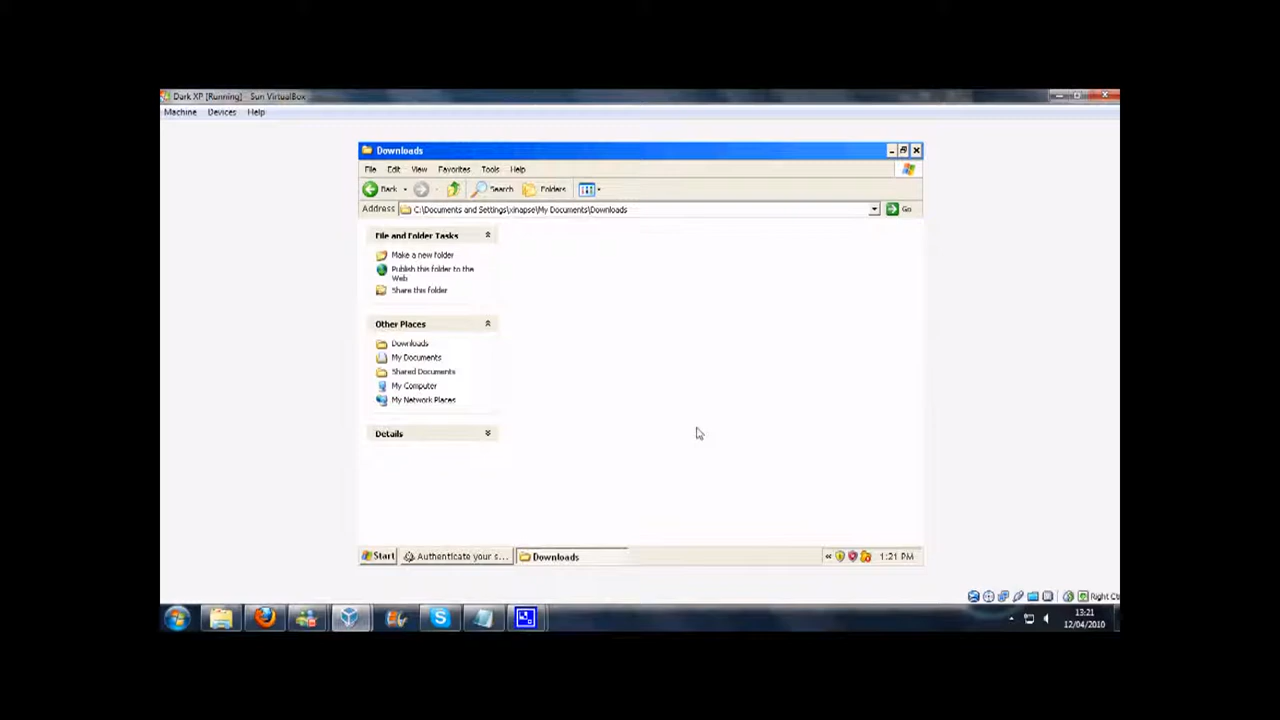 Dark XP [Running] - Sun VirtualBox
Machine Devices Help
Downloads
File Edit View Favorites Tools Help
Back Search Folders
Address C:\Documents and Settings\xinapse\My Documents\Downloads Go
File and Folder Tasks
Make a new folder
Publish this folder to the
Web
Share this folder
Other Places
Downloads
My Documents
Shared Documents
My Computer
My Network Places
Details
Start Authenticate your s... Downloads « 1:21 PM
Right Ct
13:21
12/04/2010